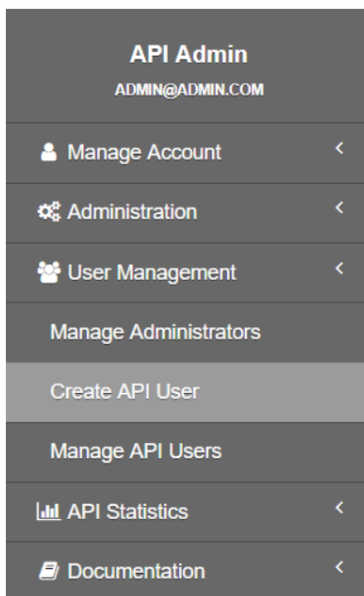 API Admin
ADMIN@ADMIN.COM
Manage Account
Administration
User Management
Manage Administrators
Create API User
Manage API Users
API Statistics
Documentation